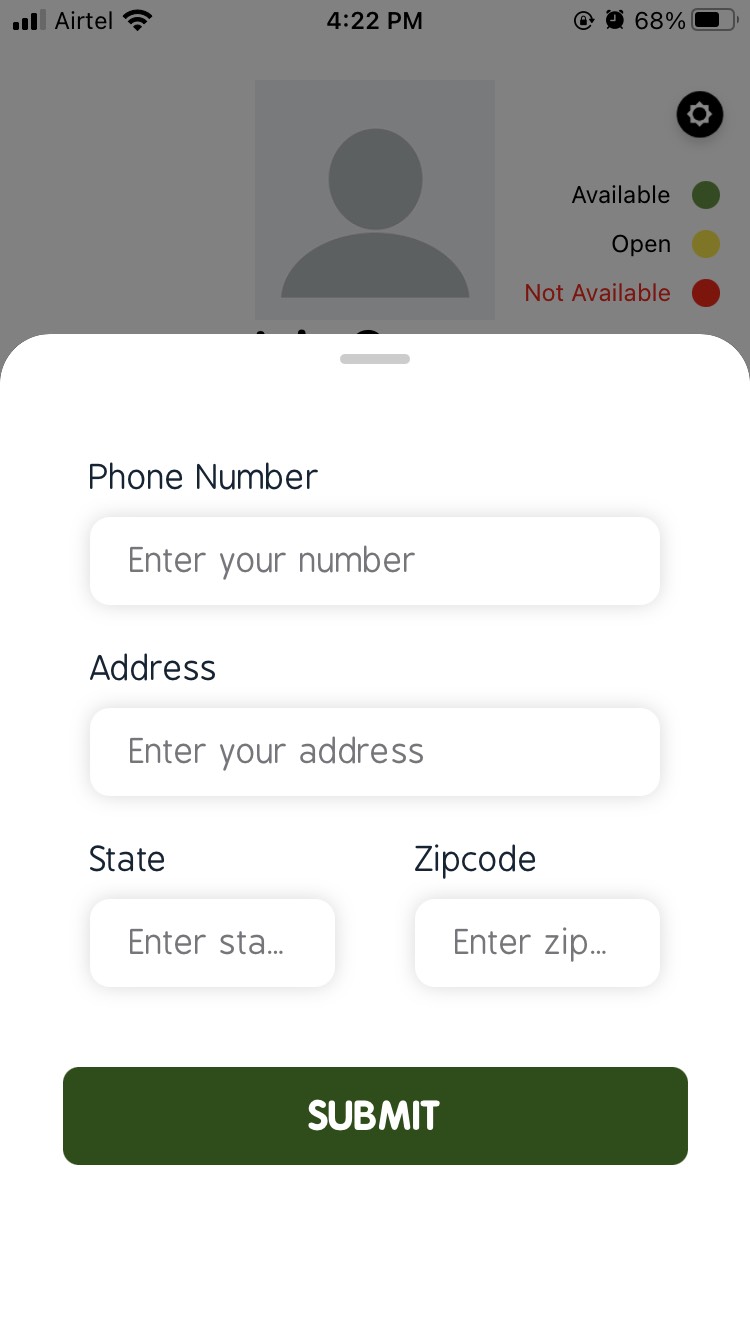 Airtel 4:22 PM 68%
Available
Open
Not Available
Phone Number
Enter your number
Address
Enter your address
State Zipcode
Enter sta... Enter zip...
SUBMIT